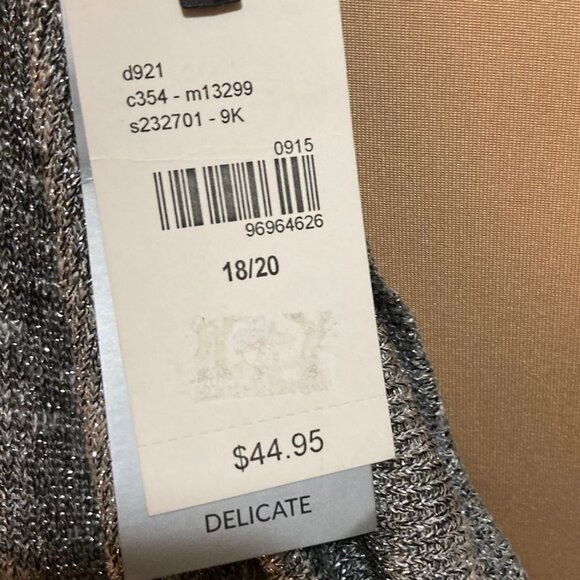 d921
c354 - m13299
s232701 - 9K
0915
96964626
18/20
$44.95
DELICATE